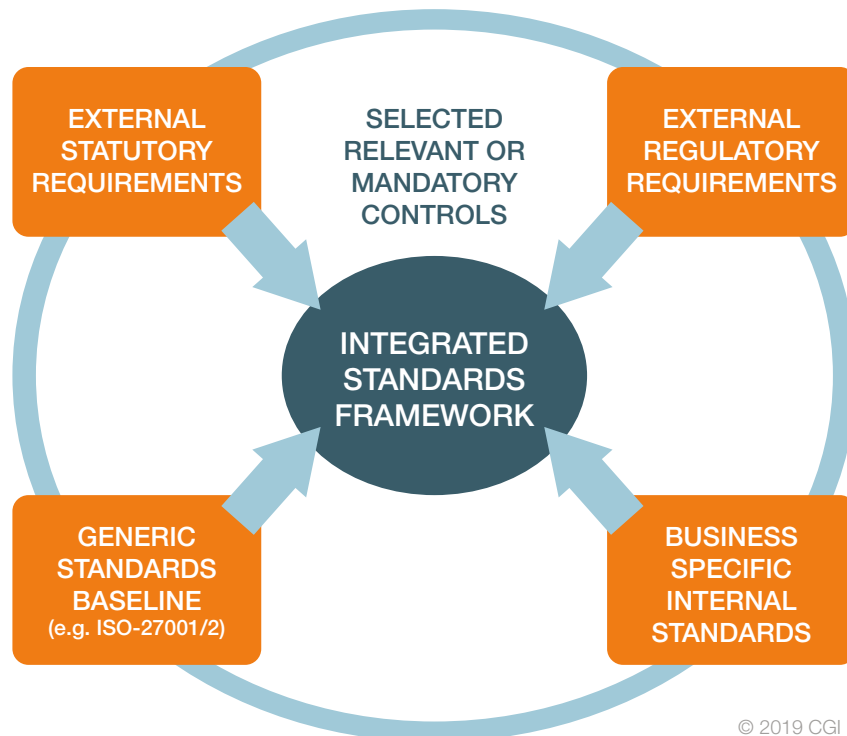 EXTERNAL
STATUTORY
REQUIREMENTS
SELECTED
RELEVANT OR
MANDATORY
CONTROLS
EXTERNAL
REGULATORY
REQUIREMENTS
INTEGRATED
STANDARDS
FRAMEWORK
GENERIC
STANDARDS
BASELINE
(e.g. ISO-27001/2)
BUSINESS
SPECIFIC
INTERNAL
STANDARDS
© 2019 CGI